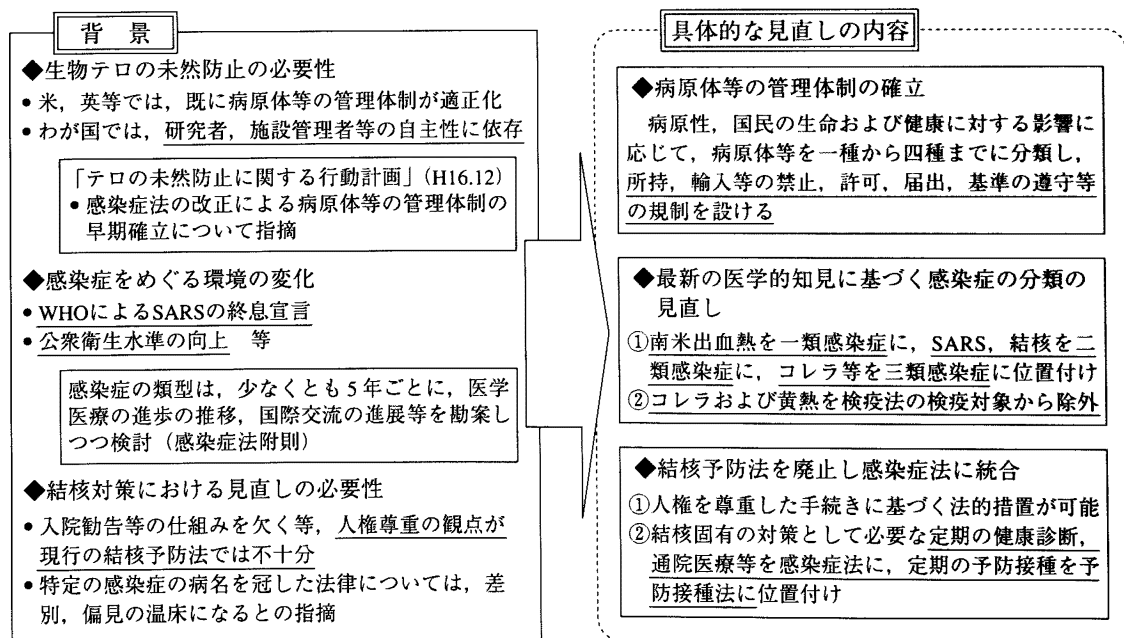 背景
◆生物テロの未然防止の必要性
• 米，英等では，既に病原体等の管理体制が適正化
• わが国では，研究者，施設管理者等の自主性に依存
「テロの未然防止に関する行動計画」(H16.12)
• 感染症法の改正による病原体等の管理体制の
早期確立について指摘
◆感染症をめぐる環境の変化
• WHOによるSARSの終息宣言
• 公衆衛生水準の向上 等
感染症の類型は，少なくとも5年ごとに，医学
医療の進歩の推移，国際交流の進展等を勘案し
つつ検討（感染症法附則）
◆結核対策における見直しの必要性
• 入院勧告等の仕組みを欠く等，人権尊重の観点が
現行の結核予防法では不十分
• 特定の感染症の病名を冠した法律については，差
別，偏見の温床になるとの指摘
具体的な見直しの内容
◆病原体等の管理体制の確立
病原性，国民の生命および健康に対する影響に
応じて，病原体等を一種から四種までに分類し，
所持，輸入等の禁止，許可，届出，基準の遵守等
の規制を設ける
◆最新の医学的知見に基づく感染症の分類の
見直し
①南米出血熱を一類感染症に，SARS，結核を二
類感染症に，コレラ等を三類感染症に位置付け
②コレラおよび黄熱を検疫法の検疫対象から除外
◆結核予防法を廃止し感染症法に統合
①人権を尊重した手続きに基づく法的措置が可能
②結核固有の対策として必要な定期の健康診断，
通院医療等を感染症法に，定期の予防接種を予
防接種法に位置付け